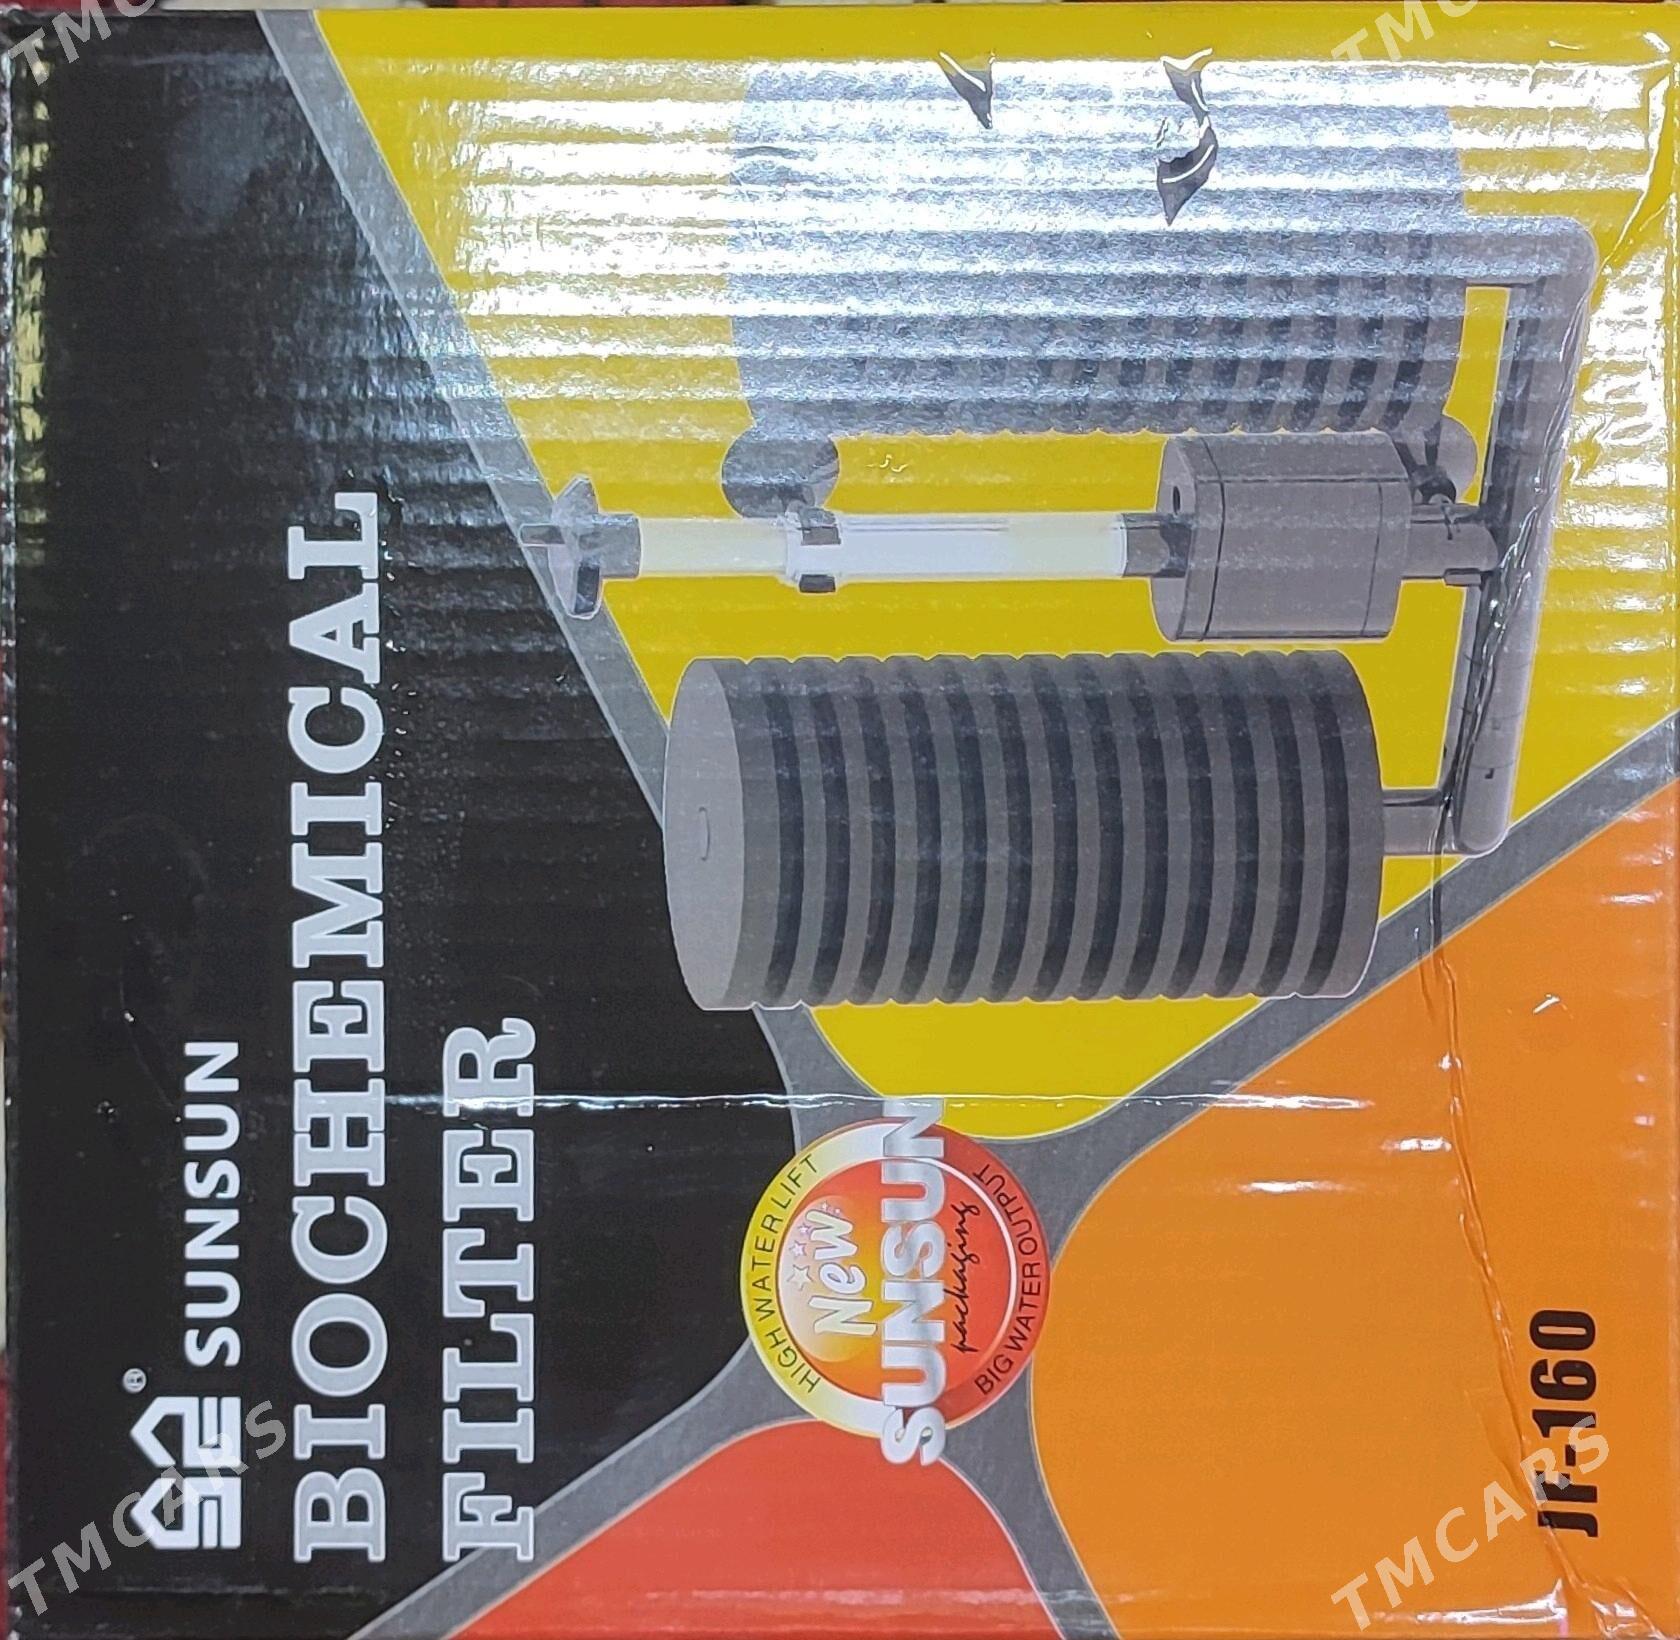 SUNSUN
®
BIOCHEMICAL
FILTER
HIGH WATER LIFT
New
SUNSUN
packaging
BIG WATER OUTPUT
JF-160
TMCARS
TMCARS
TMCARS
TMCARS